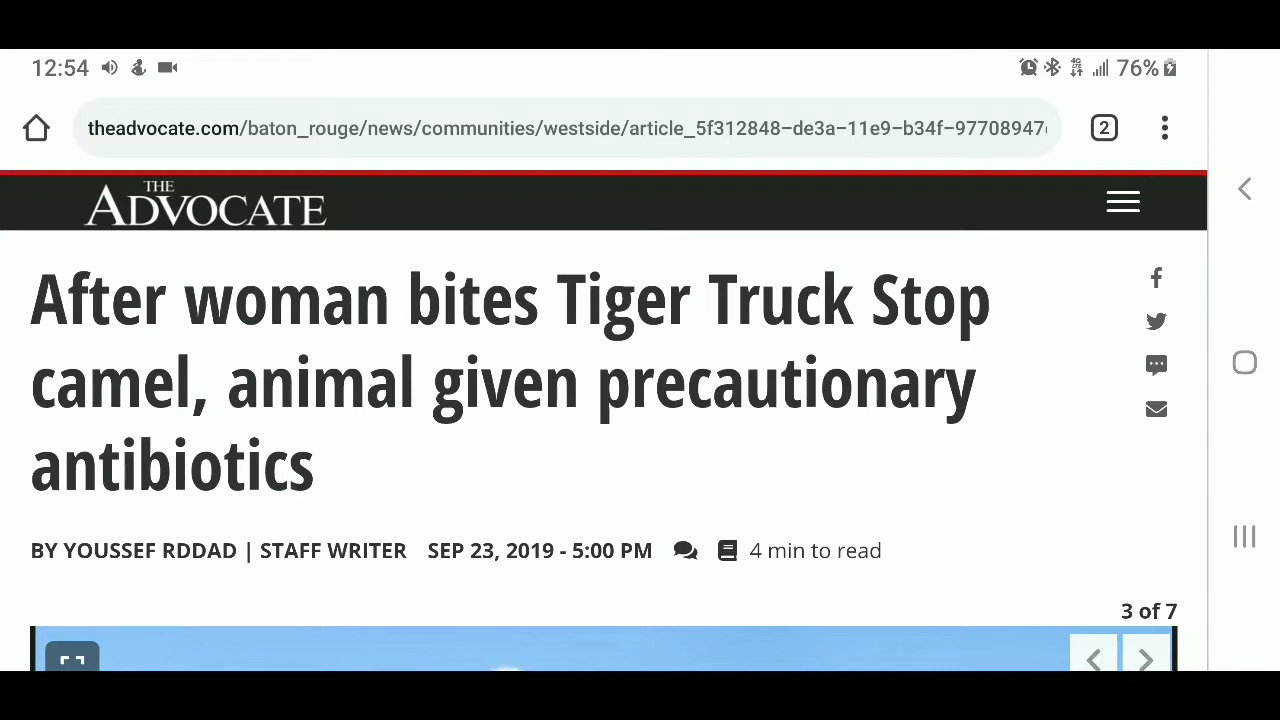 12:54 76%
theadvocate.com/baton_rouge/news/communities/westside/article_5f312848-de3a-11e9-b34f-97708947
2
THE
ADVOCATE
After woman bites Tiger Truck Stop
camel, animal given precautionary
antibiotics
BY YOUSSEF RDDAD | STAFF WRITER SEP 23, 2019 - 5:00 PM 4 min to read
3 of 7